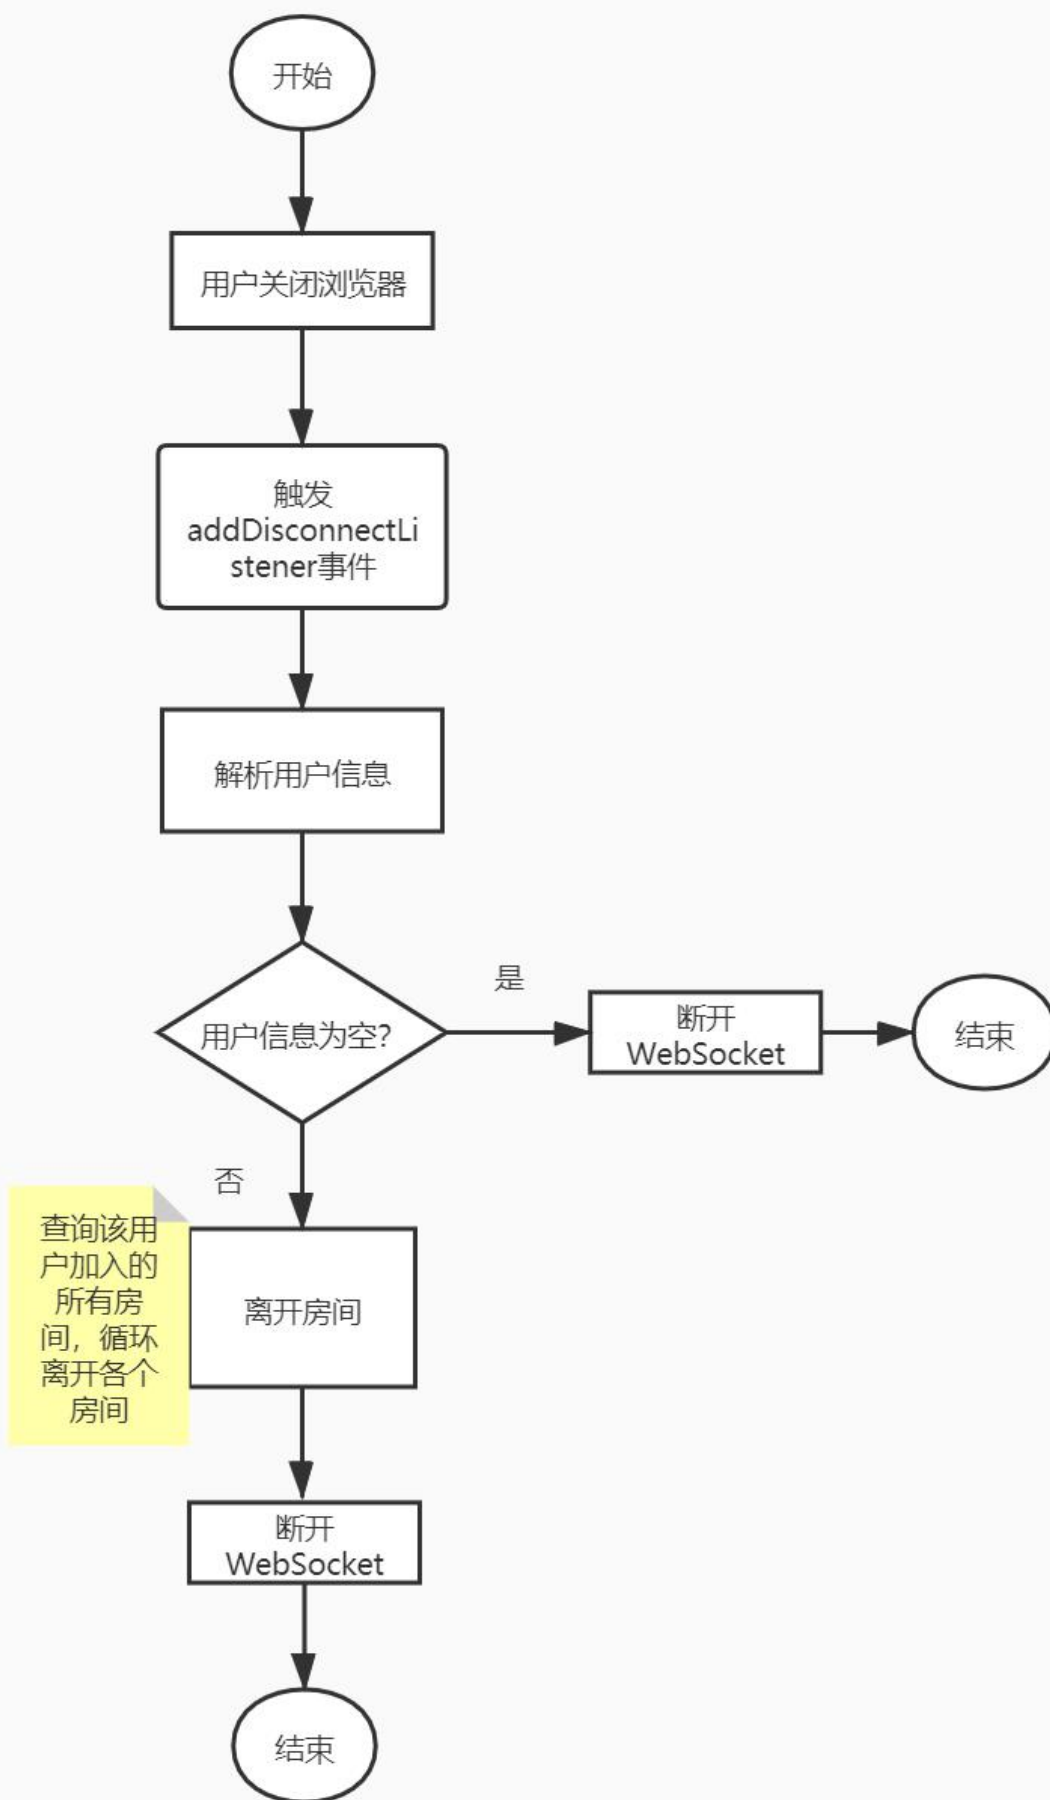 开始
用户关闭浏览器
触发
addDisconnectLi
stener事件
解析用户信息
用户信息为空?
是
断开
WebSocket
结束
否
查询该用
户加入的
所有房
间，循环
离开各个
房间
离开房间
断开
WebSocket
结束